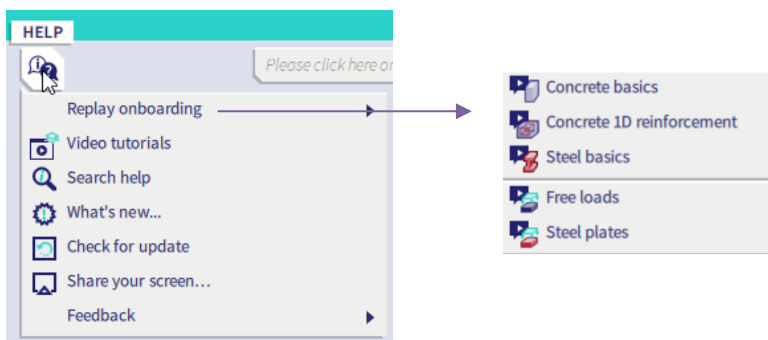 HELP
Please click here or
Replay onboarding
Video tutorials
Search help
What's new...
Check for update
Share your screen...
Feedback
Concrete basics
Concrete 1D reinforcement
Steel basics
Free loads
Steel plates